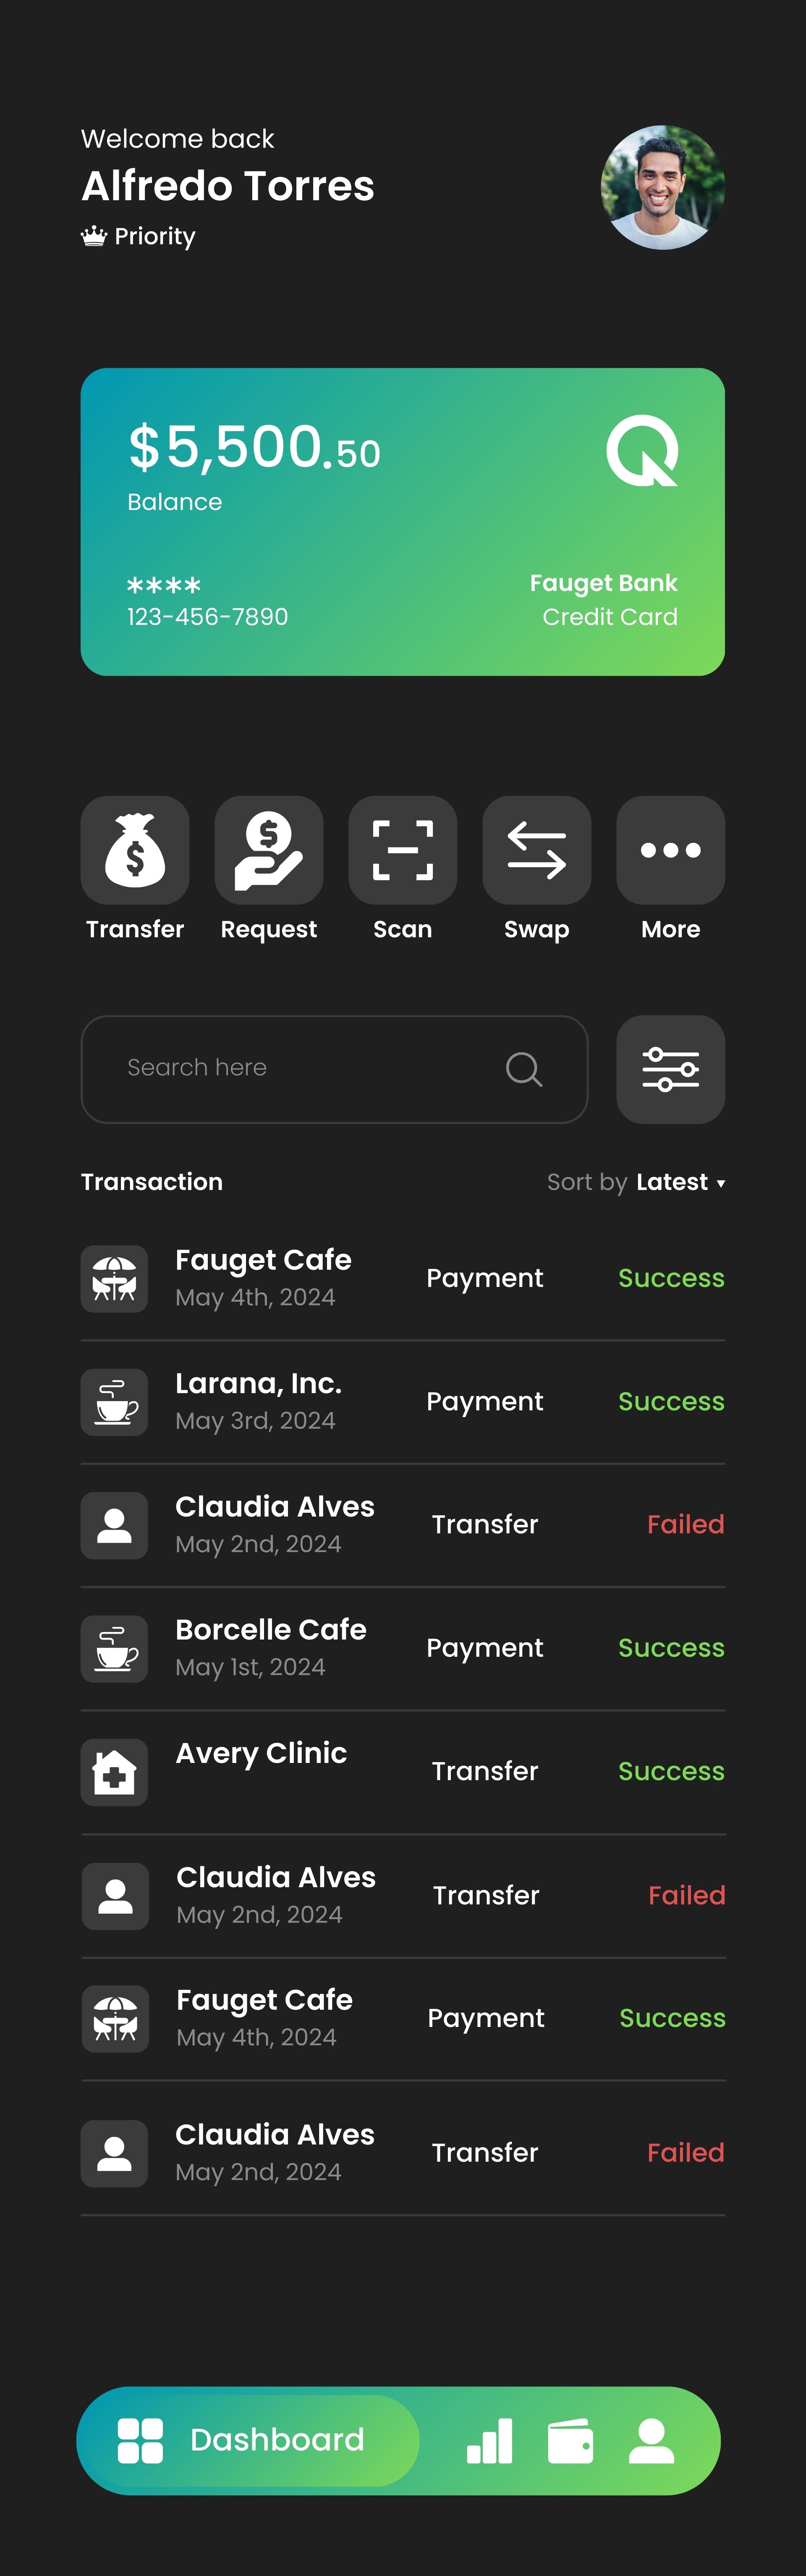 Welcome back
Alfredo Torres
Priority
$5,500.50
Balance
****
123-456-7890
Fauget Bank
Credit Card
Transfer
Request
Scan
Swap
More
Search here
Transaction
Sort by Latest
Fauget Cafe
May 4th, 2024
Payment
Success
Larana, Inc.
May 3rd, 2024
Payment
Success
Claudia Alves
May 2nd, 2024
Transfer
Failed
Borcelle Cafe
May 1st, 2024
Payment
Success
Avery Clinic
Transfer
Success
Claudia Alves
May 2nd, 2024
Transfer
Failed
Fauget Cafe
May 4th, 2024
Payment
Success
Claudia Alves
May 2nd, 2024
Transfer
Failed
Dashboard